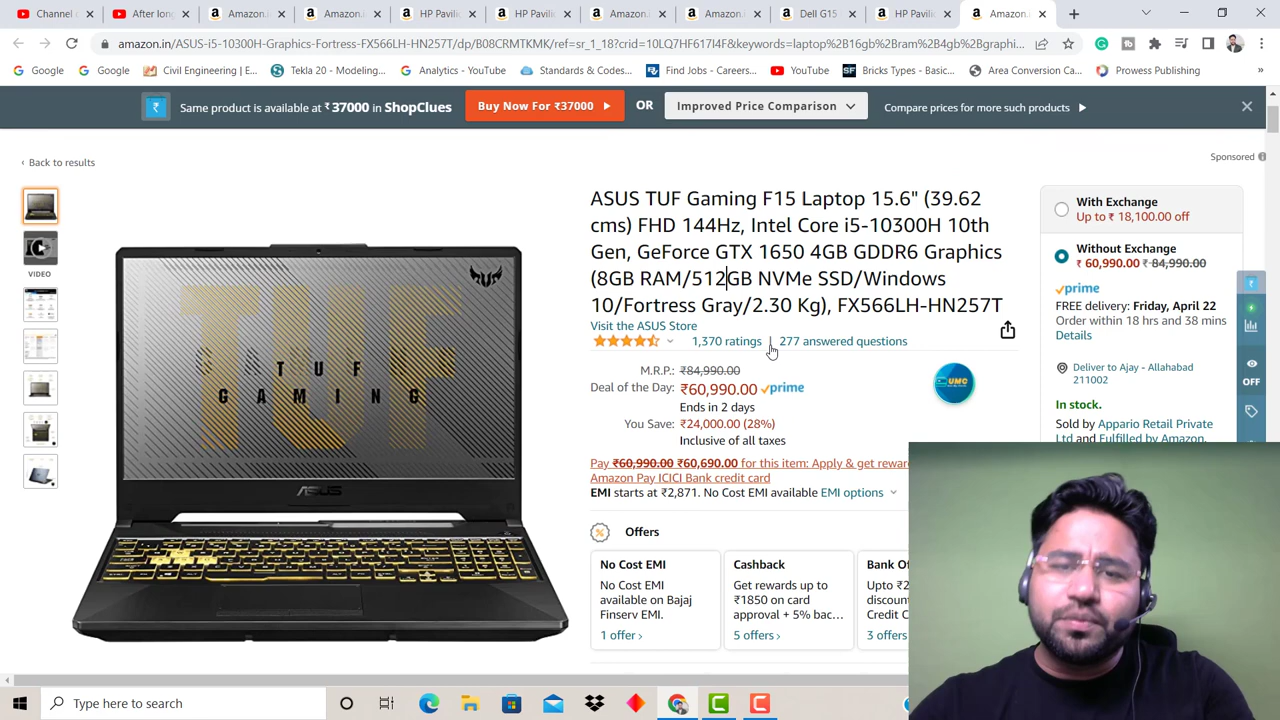 Channel c
After long
Amazon.i
Amazon.i
HP Pavilic
HP Pavilic
Amazon.i
Amazon.i
Dell G15
HP Pavilic
Amazon.
amazon.in/ASUS-i5-10300H-Graphics-Fortress-FX566LH-HN257T/dp/B08CRMTKMK/ref=sr_1_18?crid=10LQ7HF617I4F&keywords=laptop%2B16gb%2Bram%2B4gb%2Bgraphi...
Google
Google
Civil Engineering | E...
Tekla 20 - Modeling...
Analytics - YouTube
Standards & Codes...
Find Jobs - Careers...
YouTube
Bricks Types - Basic...
Area Conversion Ca...
Prowess Publishing
Same product is available at ₹ 37000 in ShopClues
Buy Now For ₹37000
OR
Improved Price Comparison
Compare prices for more such products
‹ Back to results
Sponsored
VIDEO
TUF
TUF
GAMING
ASUS
ASUS TUF Gaming F15 Laptop 15.6" (39.62
cms) FHD 144Hz, Intel Core i5-10300H 10th
Gen, GeForce GTX 1650 4GB GDDR6 Graphics
(8GB RAM/512GB NVMe SSD/Windows
10/Fortress Gray/2.30 Kg), FX566LH-HN257T
Visit the ASUS Store
1,370 ratings | 277 answered questions
M.R.P.: ₹84,990.00
Deal of the Day: ₹60,990.00 prime
Ends in 2 days
You Save: ₹24,000.00 (28%)
Inclusive of all taxes
UMC
Pay ₹60,990.00 ₹60,690.00 for this item: Apply & get rewar
Amazon Pay ICICI Bank credit card
EMI starts at ₹2,871. No Cost EMI available EMI options
Offers
No Cost EMI
No Cost EMI
available on Bajaj
Finserv EMI.
1 offer ›
Cashback
Get rewards up to
₹1850 on card
approval + 5% bac...
5 offers ›
Bank Of
Upto ₹2
discount
Credit C
3 offers
With Exchange
Up to ₹ 18,100.00 off
Without Exchange
₹ 60,990.00 ₹ 84,990.00
prime
FREE delivery: Friday, April 22
Order within 18 hrs and 38 mins
Details
Deliver to Ajay - Allahabad
211002
In stock.
Sold by Appario Retail Private
Ltd and Fulfilled by Amazon.
OFF
Type here to search